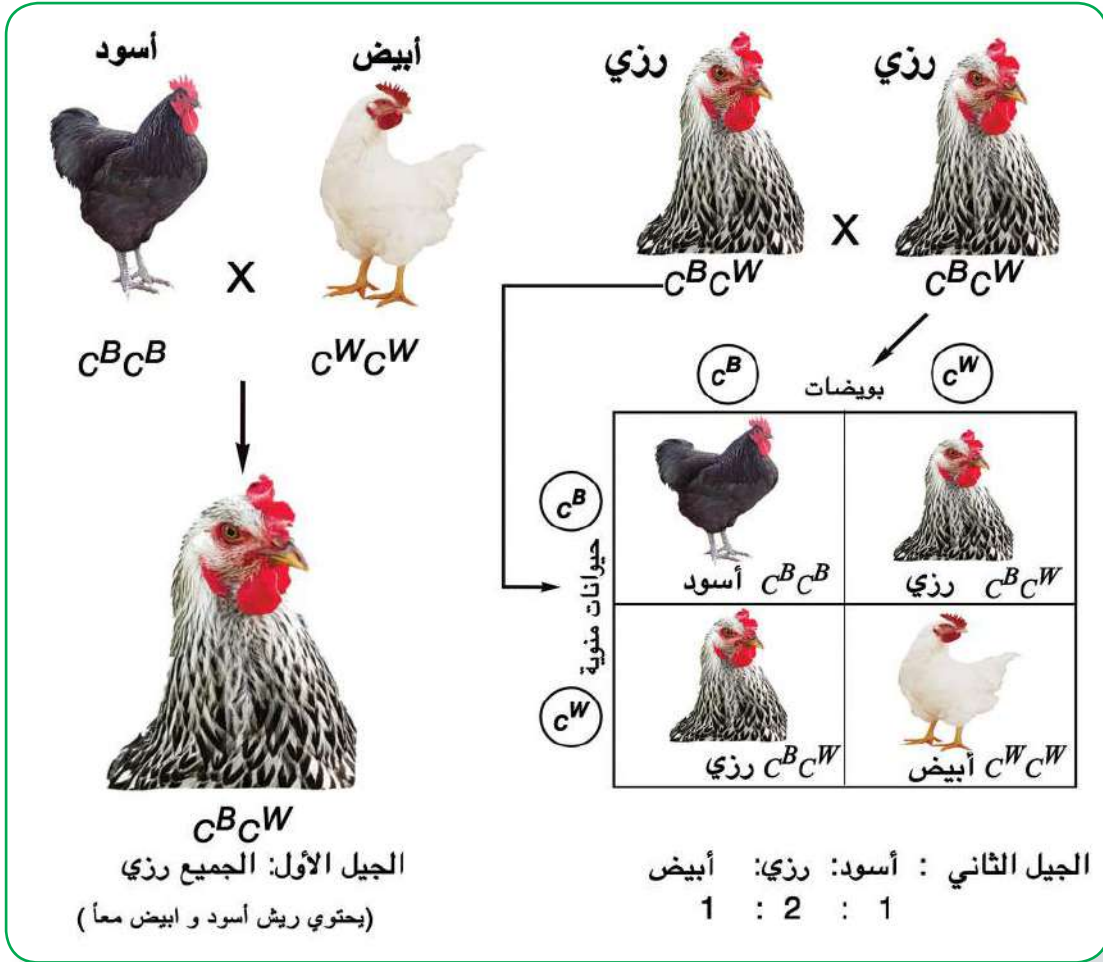 أسود
أبيض
X
C^B C^B
C^W C^W
C^B C^W
الجيل الأول: الجميع رزي
(يحتوي ريش أسود و ابيض معاً )
رزي
رزي
X
C^B C^W
C^B C^W
C^B
بويضات
C^W
C^B
حيوانات منوية
C^W
أسود C^B C^B
رزي C^B C^W
رزي C^B C^W
أبيض C^W C^W
الجيل الثاني : أسود: رزي: أبيض
1 : 2 : 1